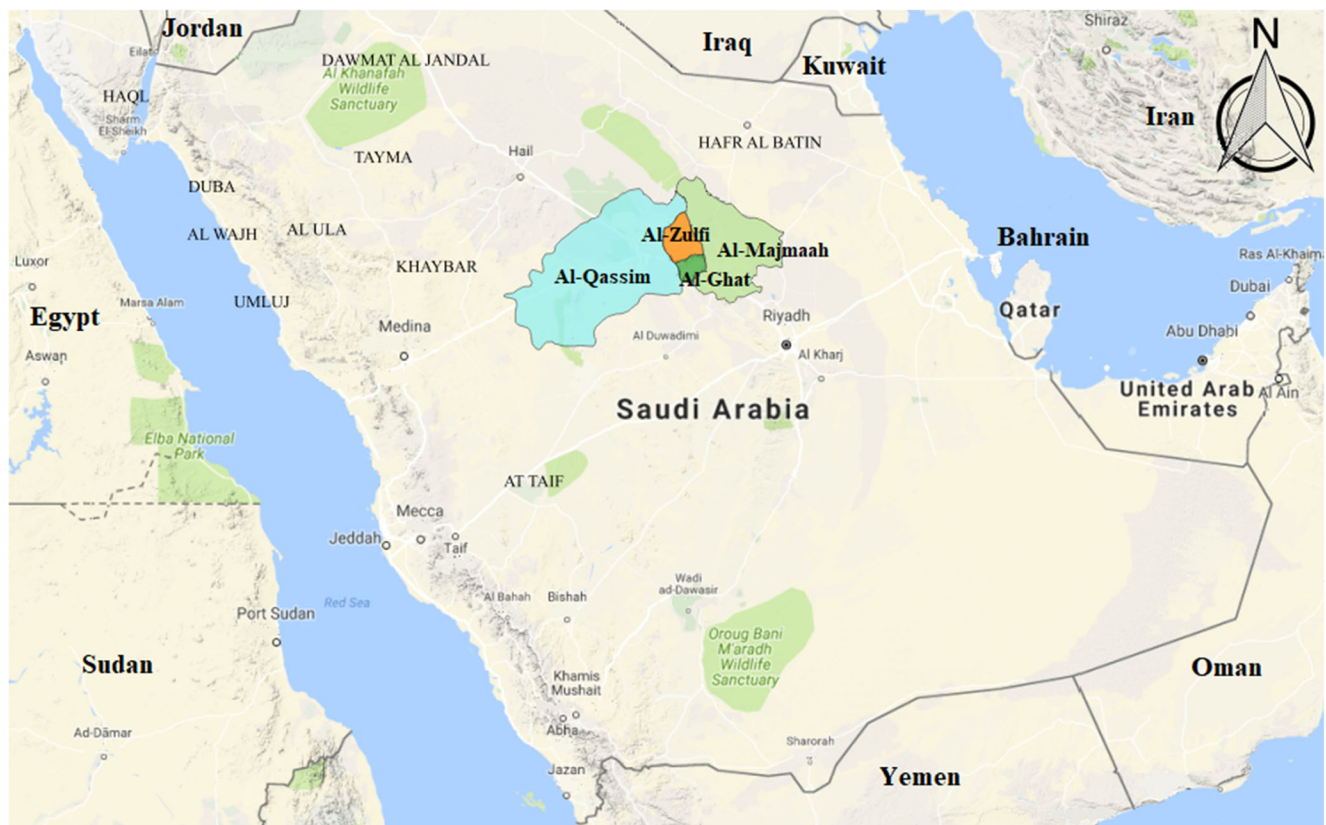 Jordan
Shiraz
N
Iraq
Eilat
DAWMAT AL JANDAL
Kuwait
Al Khanafah
Wildlife
Sanctuary
HAQL
Iran
Sharm
El-Sheikh
HAFR AL BATIN
Hail
TAYMA
DUBA
AL WAJH
AL ULA
Al-Zulfi
Al-Majmaah
Bahrain
Luxor
KHAYBAR
Al-Qassim
Al-Ghat
Ras Al-Khaim
Dubai
Marsa Alam
UMLUJ
Egypt
Medina
Al Duwadimi
Riyadh
Qatar
Abu Dhabi
Aswan
Al Kharj
United Arab
Emirates
Al Ain
Saudi Arabia
Elba National
Park
AT TAIF
Mecca
Jeddah
Taif
Wadi
ad-Dawasir
Red Sea
Al Bahah
Bishah
Port Sudan
Oroug Bani
M'aradh
Wildlife
Sanctuary
Sudan
Oman
Khamis
Mushait
Abha
Ad-Dāmar
Sharorah
Jazan
Yemen